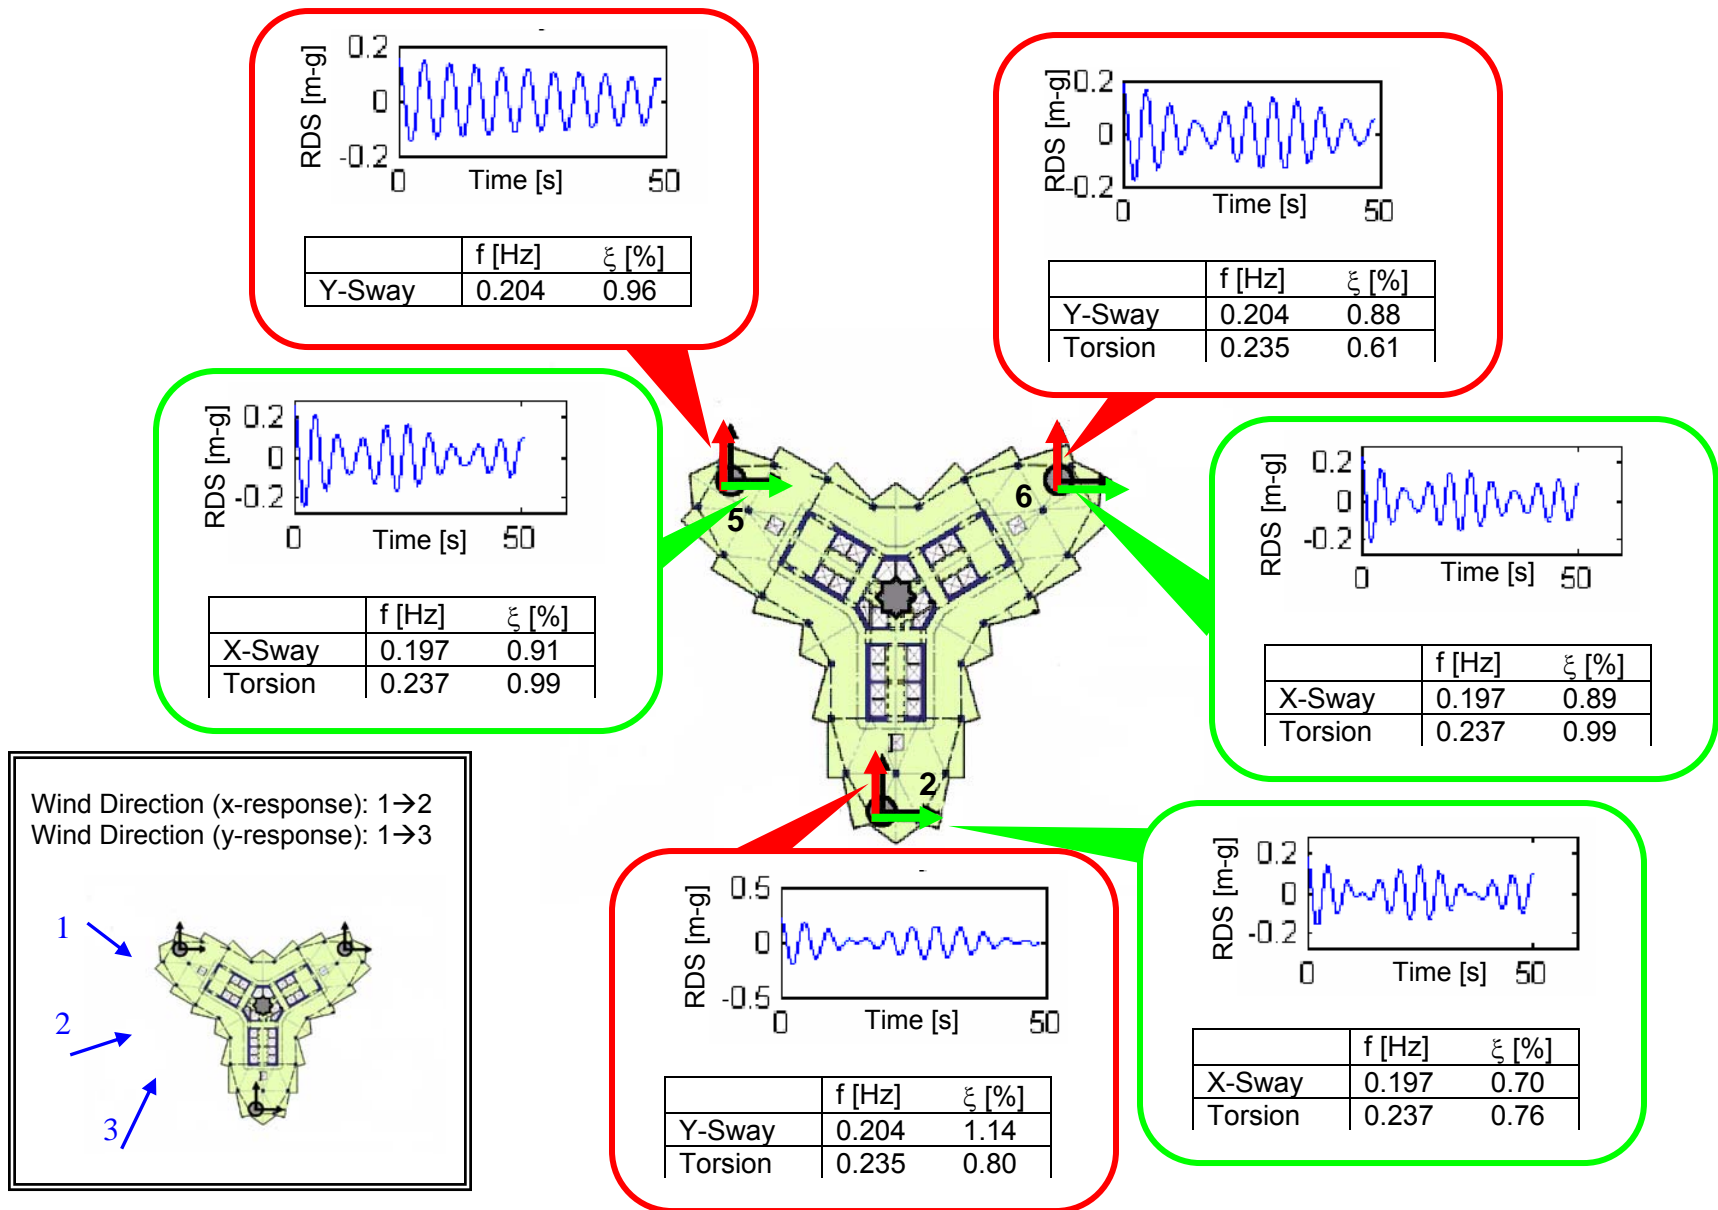 0.2
0
-0.2
RDS [m-g]
0
Time [s]
50
f [Hz] ξ [%]
Y-Sway 0.204 0.96
0.2
0
-0.2
RDS [m-g]
0
Time [s]
50
f [Hz] ξ [%]
Y-Sway 0.204 0.88
Torsion 0.235 0.61
0.2
0
-0.2
RDS [m-g]
0
Time [s]
50
f [Hz] ξ [%]
X-Sway 0.197 0.91
Torsion 0.237 0.99
5
6
2
0.2
0
-0.2
RDS [m-g]
0
Time [s]
50
f [Hz] ξ [%]
X-Sway 0.197 0.89
Torsion 0.237 0.99
Wind Direction (x-response): 1→2
Wind Direction (y-response): 1→3
1
2
3
0.5
0
-0.5
RDS [m-g]
0
Time [s]
50
f [Hz] ξ [%]
Y-Sway 0.204 1.14
Torsion 0.235 0.80
0.2
0
-0.2
RDS [m-g]
0
Time [s]
50
f [Hz] ξ [%]
X-Sway 0.197 0.70
Torsion 0.237 0.76